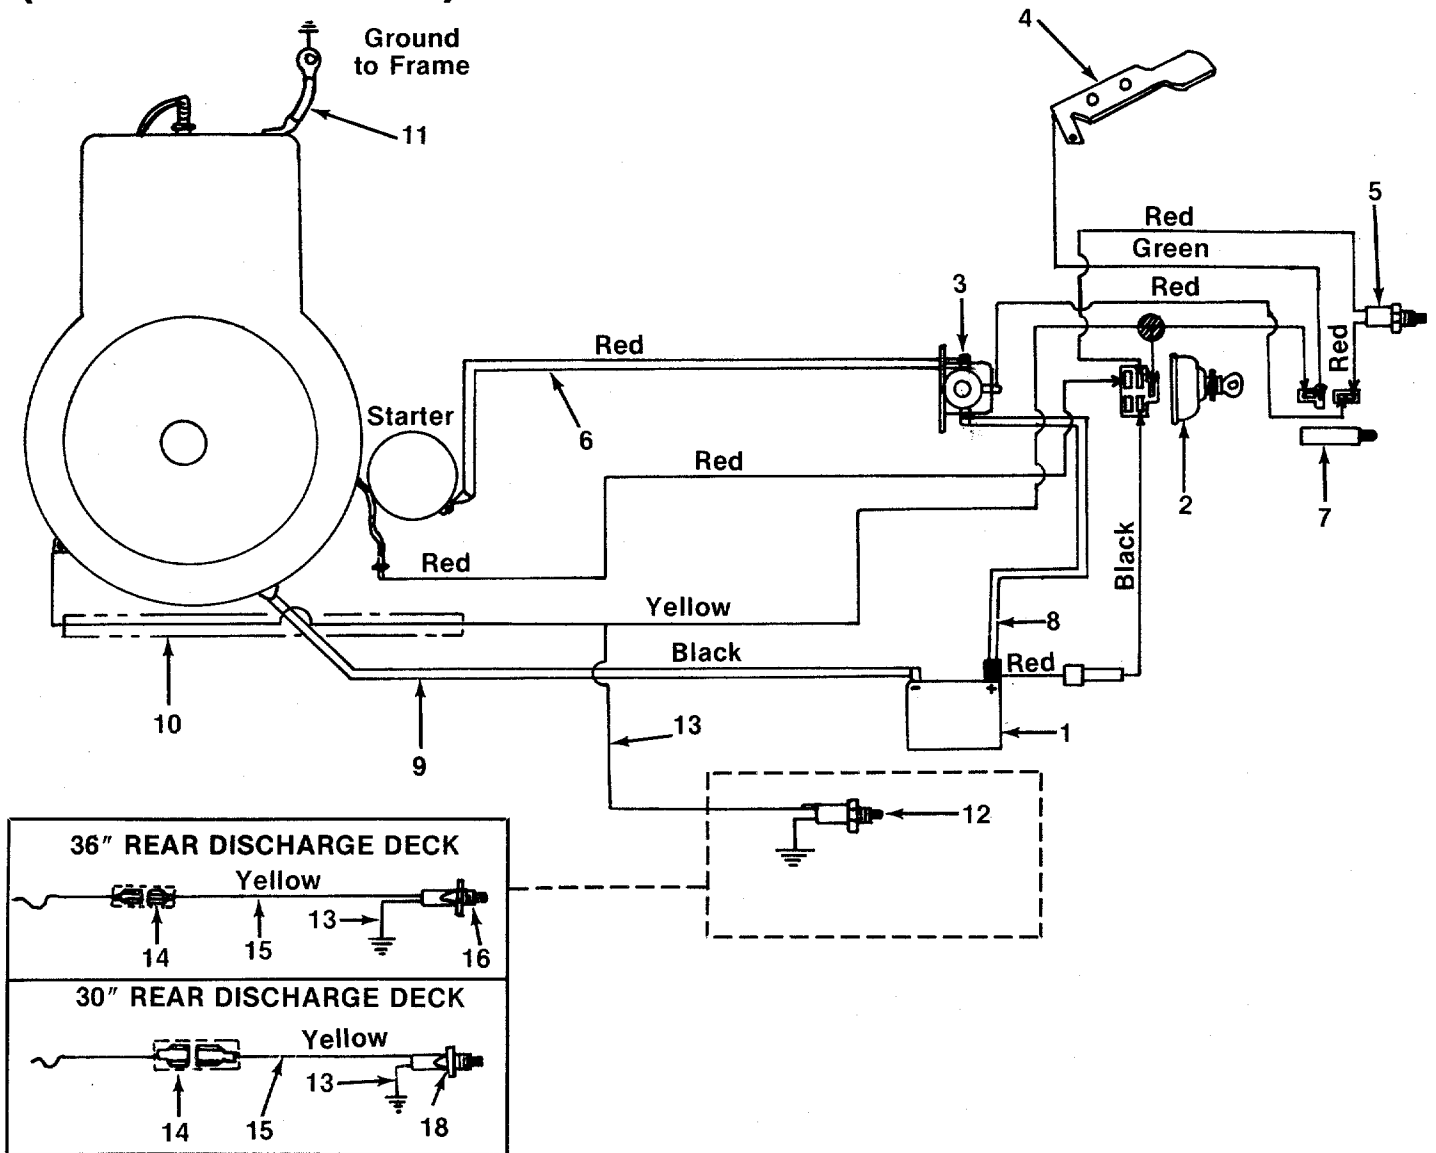 Ground
to Frame
11
4
5
Red
Green
Red
3
Red
Red
Starter
6
Red
2
7
Black
Red
Yellow
8
Black
Red
- +
10
9
13
1
12
36" REAR DISCHARGE DECK
Yellow
13
14
15
16
30" REAR DISCHARGE DECK
Yellow
13
14
15
18